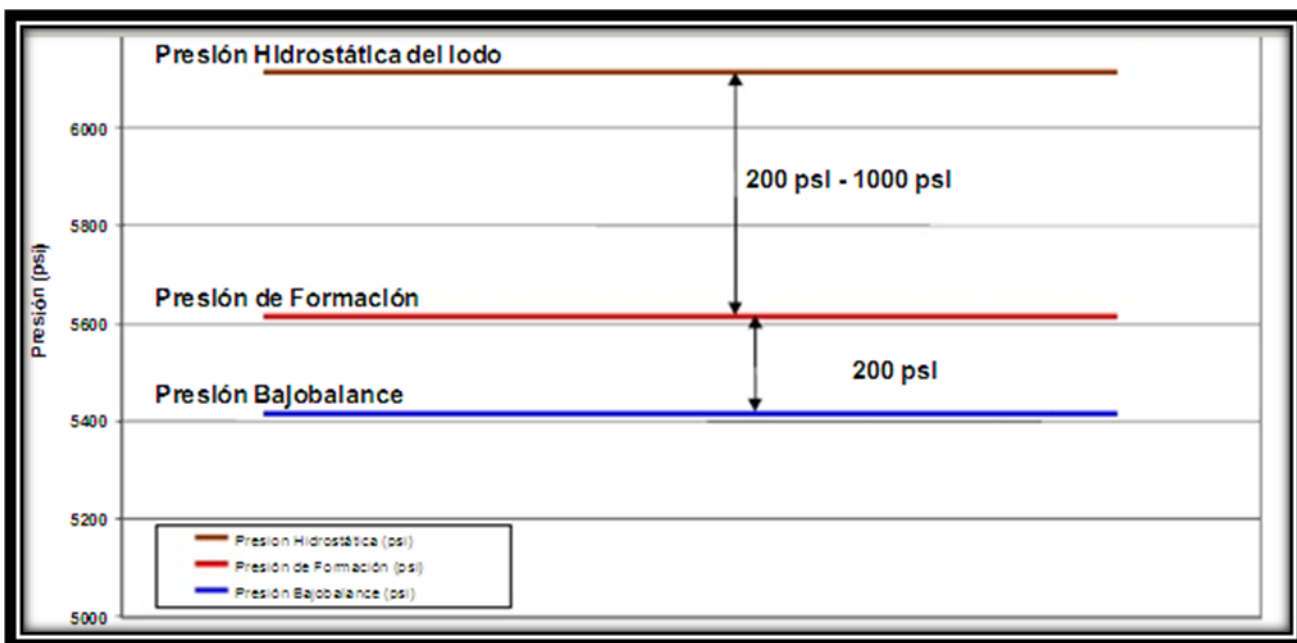 Presión Hidrostática del lodo
6000
200 psi - 1000 psi
5800
Presión de Formación
5600
200 psi
Presión Bajobalance
5400
5200
5000
Presión (psi)
Presion Hidrostática (psi)
Presión de Formación (psi)
Presión Bajobalance (psi)